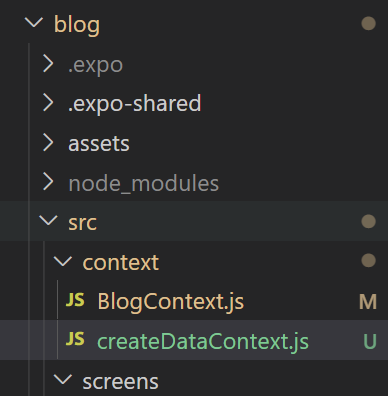 blog
.expo
.expo-shared
assets
node_modules
src
context
JS BlogContext.js M
JS createDataContext.js U
screens